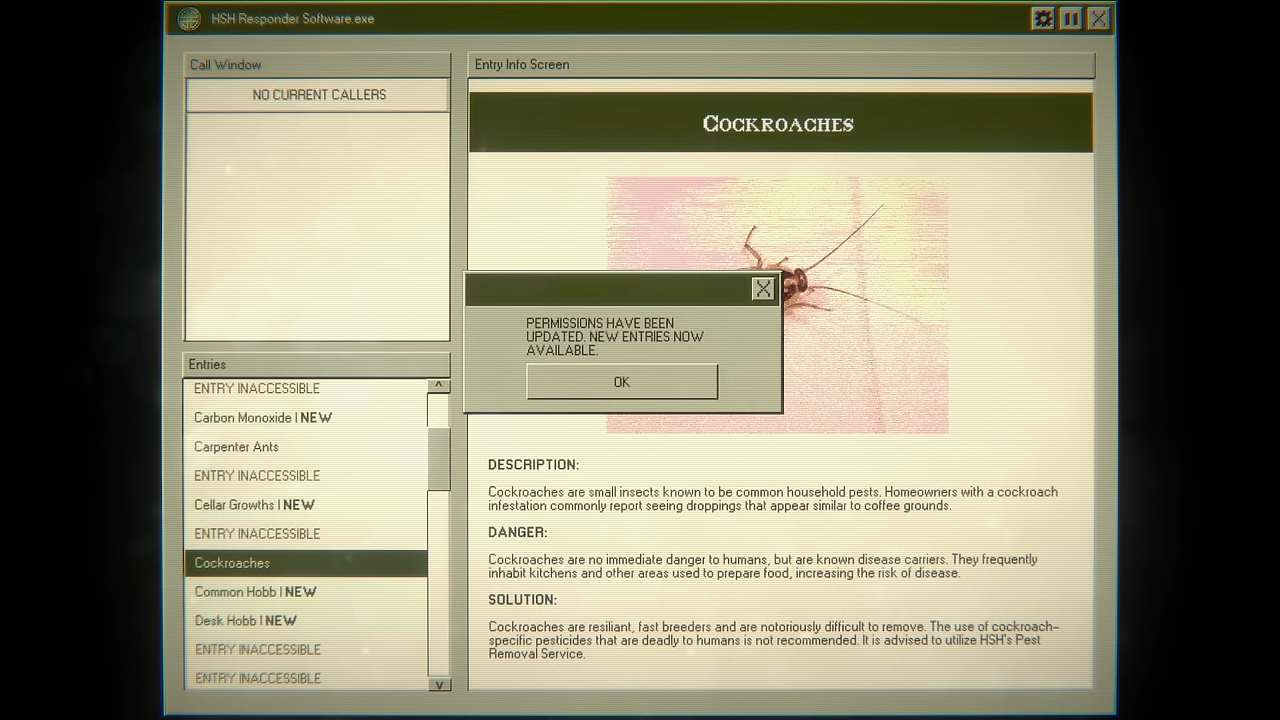 HSH Responder Software.exe
Call Window
NO CURRENT CALLERS
Entries
ENTRY INACCESSIBLE
Carbon Monoxide | NEW
Carpenter Ants
ENTRY INACCESSIBLE
Cellar Growths | NEW
ENTRY INACCESSIBLE
Cockroaches
Common Hobb | NEW
Desk Hobb | NEW
ENTRY INACCESSIBLE
ENTRY INACCESSIBLE
Entry Info Screen
Cockroaches
PERMISSIONS HAVE BEEN
UPDATED. NEW ENTRIES NOW
AVAILABLE.
OK
DESCRIPTION:
Cockroaches are small insects known to be common household pests. Homeowners with a cockroach
infestation commonly report seeing droppings that appear similar to coffee grounds.
DANGER:
Cockroaches are no immediate danger to humans, but are known disease carriers. They frequently
inhabit kitchens and other areas used to prepare food, increasing the risk of disease.
SOLUTION:
Cockroaches are resiliant, fast breeders and are notoriously difficult to remove. The use of cockroach-
specific pesticides that are deadly to humans is not recommended. It is advised to utilize HSH's Pest
Removal Service.